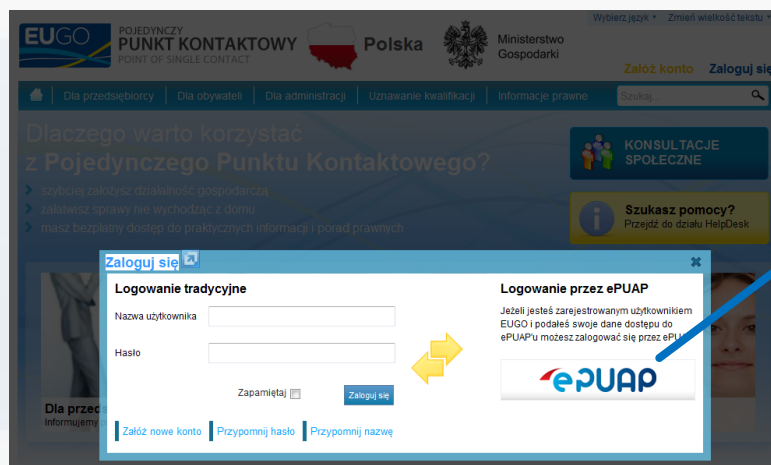 Wybierz język
Zmień wielkość tekstu
EUGO
POJEDYNCZY
PUNKT KONTAKTOWY
POINT OF SINGLE CONTACT
Polska
Ministerstwo
Gospodarki
Załóż konto Zaloguj się
Dla przedsiębiorcy Dla obywateli Dla administracji Uznawanie kwalifikacji Informacje prawne Szukaj...
Dlaczego warto korzystać
z Pojedynczego Punktu Kontaktowego?
szybciej założysz działalność gospodarczą
załatwisz sprawy nie wychodząc z domu
masz bezpłatny dostęp do praktycznych informacji i porad prawnych
KONSULTACJE
SPOŁECZNE
Szukasz pomocy?
Przejdź do działu HelpDesk
Zaloguj się
Logowanie tradycyjne
Nazwa użytkownika
Hasło
Zapamiętaj
Zaloguj się
Załóż nowe konto Przypomnij hasło Przypomnij nazwę
Logowanie przez ePUAP
Jeżeli jesteś zarejestrowanym użytkownikiem
EUGO i podałeś swoje dane dostępu do
ePUAP'u możesz zalogować się przez
ePUAP
Dla
Informujemy